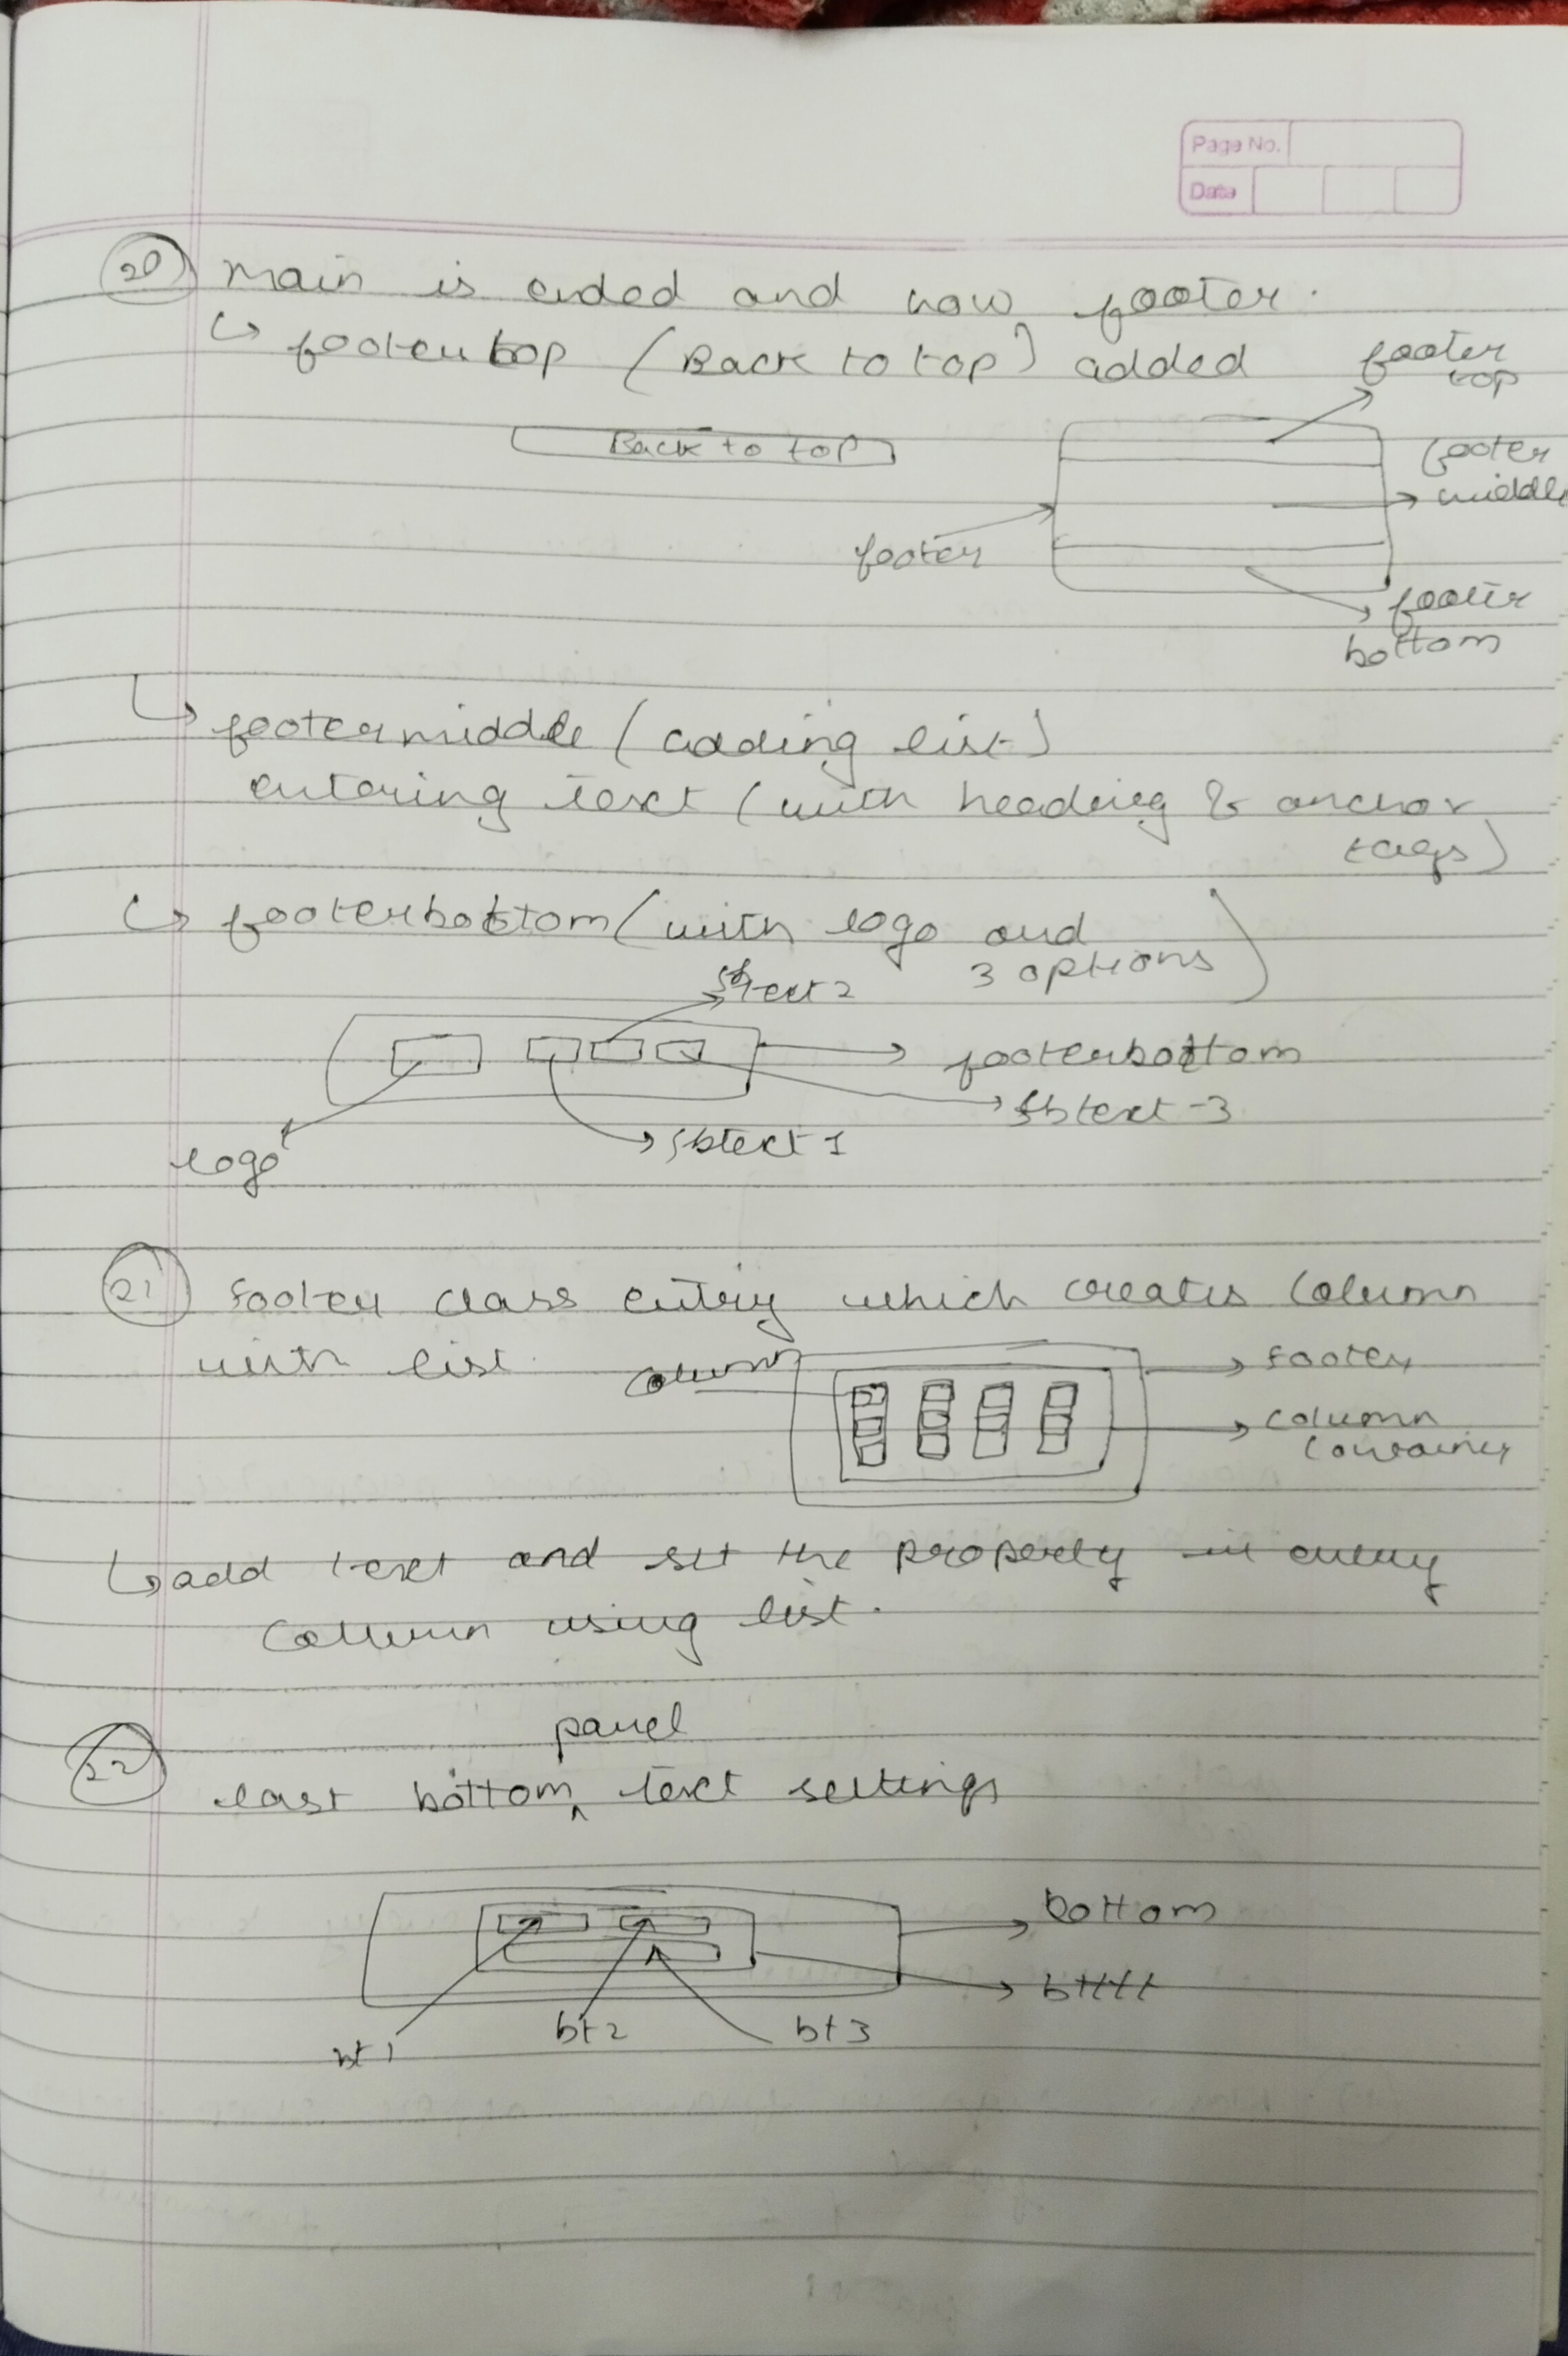 Page No.
Date
20 main is ended and now footer.
↳ footertop (Back to top) added
footer top
Back to top
footer middle
footer
footer bottom
↳ footermiddle (adding list)
entering text (with heading & anchor tags)
↳ footerbottom (with logo and 3 options)
fbtext2
footerbottom
fbtext-3
fbtext 1
logo
21 Footer class entry which creates column
with list.
column
Footer
column container
↳ add text and set the property in every
column using list.
panel
22 last bottom ^ text settings
bottom
bt1
bt2
bt3